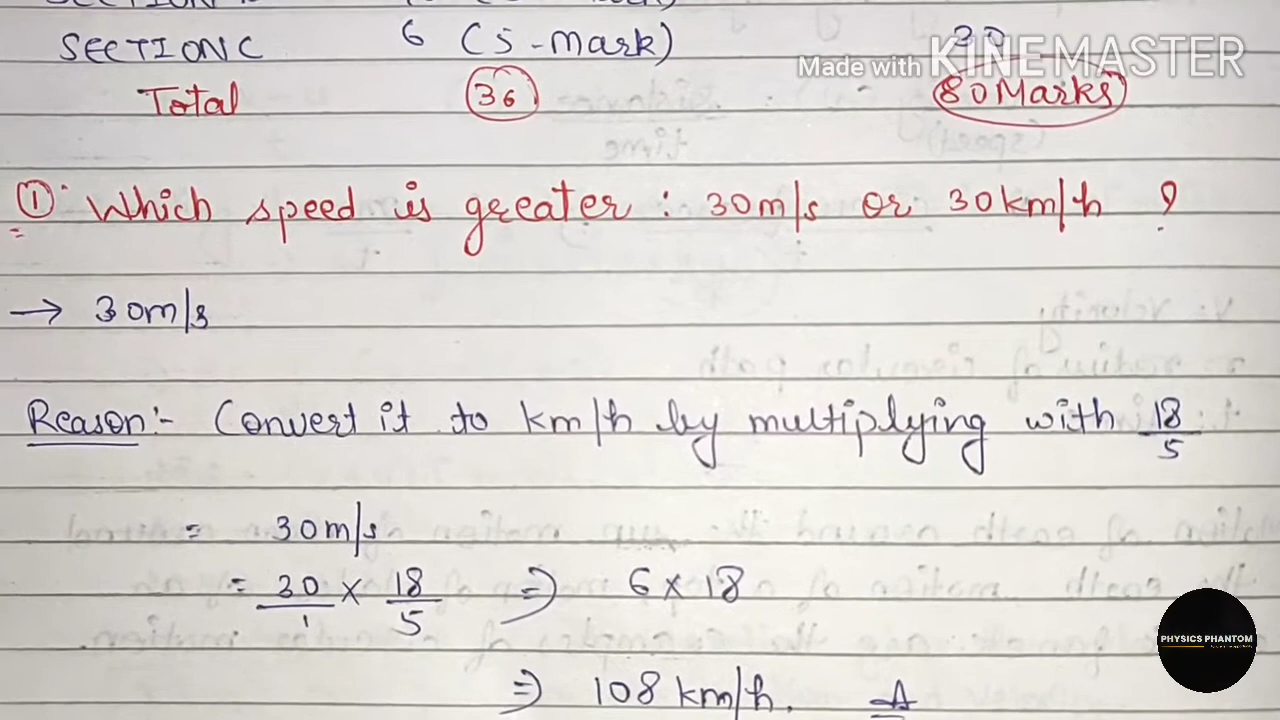 SECTION C 6 (5-Mark) 30
Made with KINEMASTER
Total 36 80 Marks
① Which speed is greater : 30m/s or 30km/h ?
→ 30m/s
Reason:- Convert it to km/h by multiplying with 18/5
= 30m/s
= 30/1 × 18/5 ⇒ 6 × 18
⇒ 108 km/h. A
PHYSICS PHANTOM